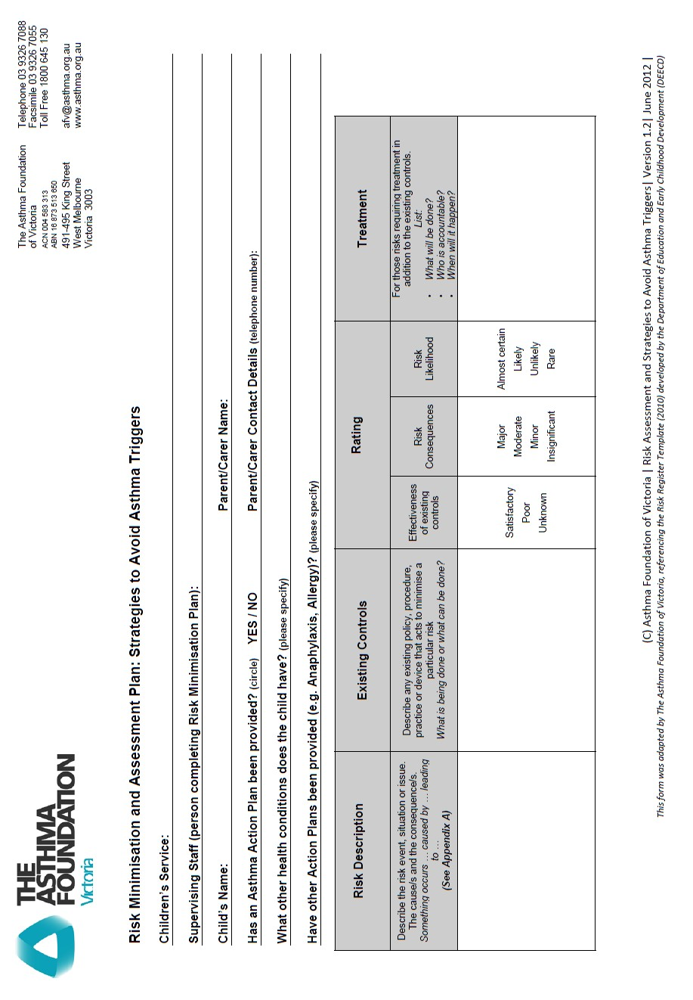 THE
ASTHMA
FOUNDATION
Victoria
The Asthma Foundation
of Victoria
ACN 004 583 313
ABN 16 873 513 650
491-495 King Street
West Melbourne
Victoria 3003
Telephone 03 9326 7088
Facsimile 03 9326 7055
Toll Free 1800 645 130
afv@asthma.org.au
www.asthma.org.au
Risk Minimisation and Assessment Plan: Strategies to Avoid Asthma Triggers
Children's Service:
Supervising Staff (person completing Risk Minimisation Plan):
Child's Name: Parent/Carer Name:
Has an Asthma Action Plan been provided? (circle) YES / NO Parent/Carer Contact Details (telephone number):
What other health conditions does the child have? (please specify)
Have other Action Plans been provided (e.g. Anaphylaxis, Allergy)? (please specify)
Risk Description
Existing Controls
Rating
Treatment
Describe the risk event, situation or issue.
The cause/s and the consequence/s.
Something occurs ... caused by ... leading
to ...
(See Appendix A)
Describe any existing policy, procedure,
practice or device that acts to minimise a
particular risk
What is being done or what can be done?
Effectiveness
of existing
controls
Risk
Consequences
Risk
Likelihood
For those risks requiring treatment in
addition to the existing controls.
List:
• What will be done?
• Who is accountable?
• When will it happen?
Satisfactory
Poor
Unknown
Major
Moderate
Minor
Insignificant
Almost certain
Likely
Unlikely
Rare
(C) Asthma Foundation of Victoria | Risk Assessment and Strategies to Avoid Asthma Triggers| Version 1.2| June 2012 |
This form was adapted by The Asthma Foundation of Victoria, referencing the Risk Register Template (2010) developed by the Department of Education and Early Childhood Development (DEECD)